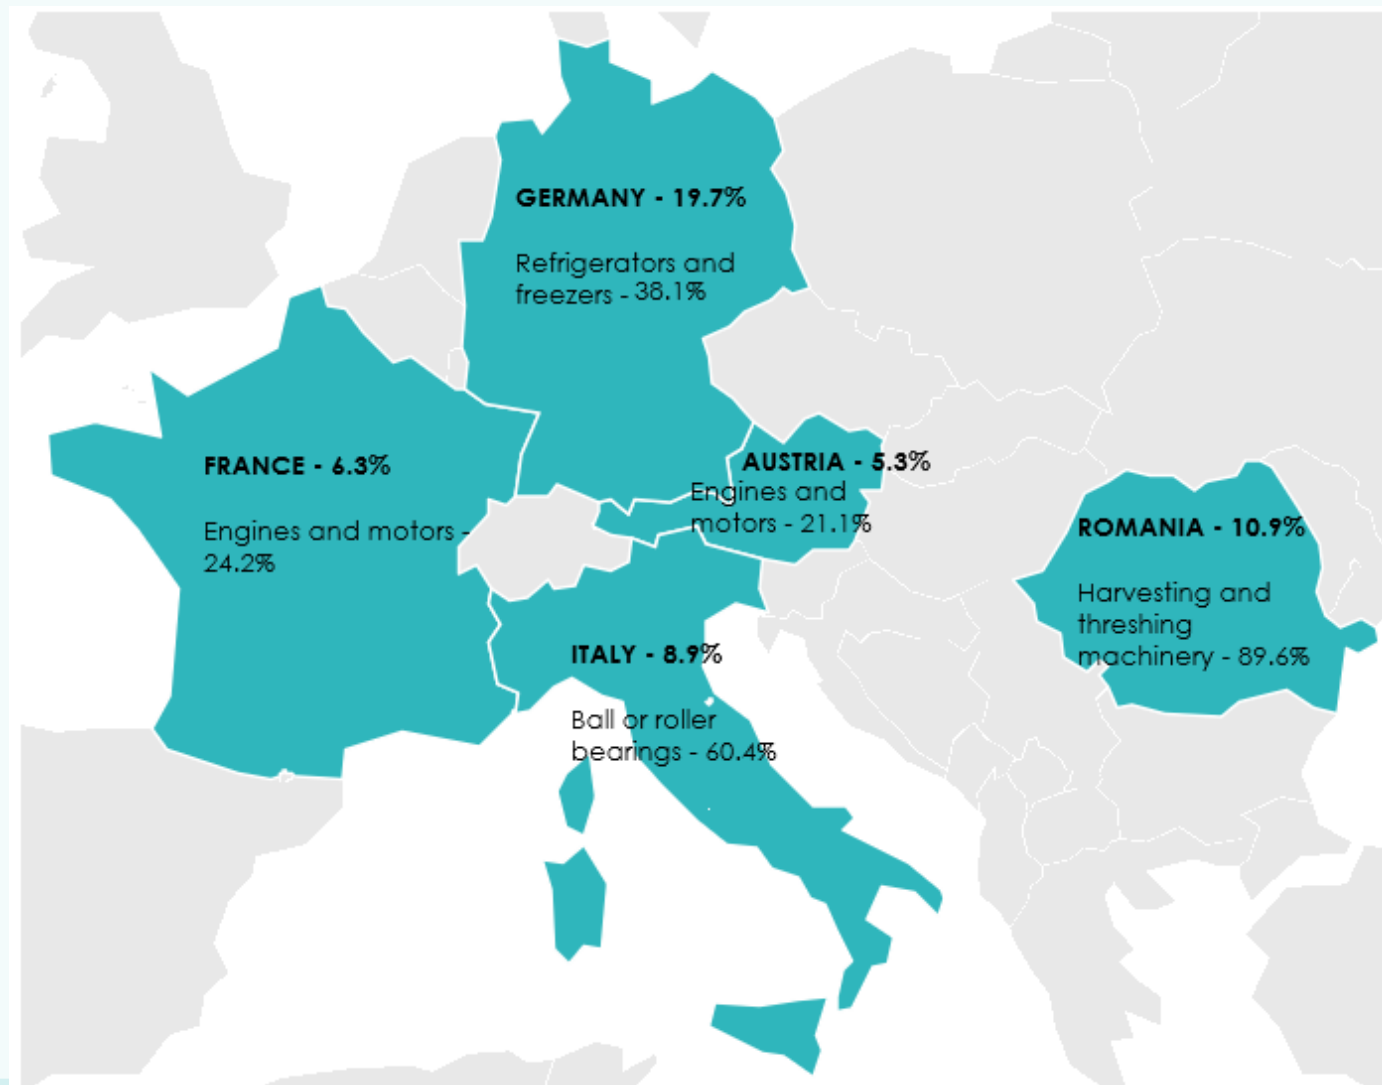 GERMANY - 19.7%
Refrigerators and
freezers - 38.1%
FRANCE - 6.3%
Engines and motors -
24.2%
AUSTRIA - 5.3%
Engines and
motors - 21.1%
ROMANIA - 10.9%
Harvesting and
threshing
machinery - 89.6%
ITALY - 8.9%
Ball or roller
bearings - 60.4%